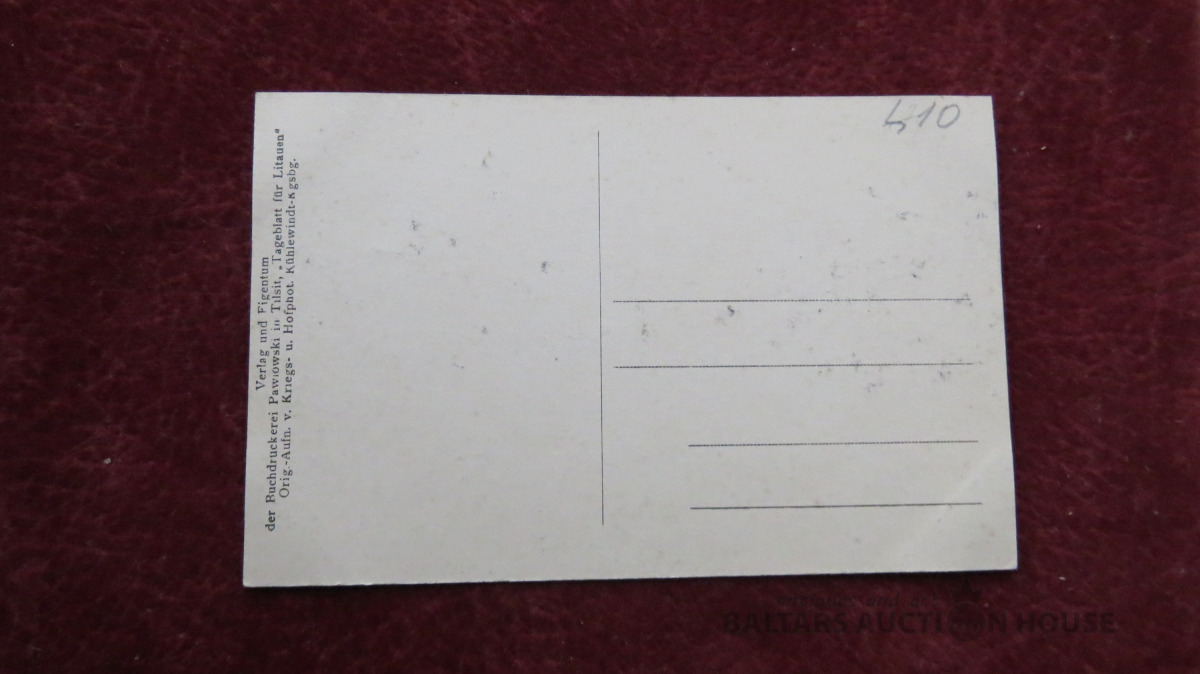 Verlag und Eigentum
der Buchdruckerei Pawlowski in Tilsit, „Tageblatt für Litauen"
Orig.-Aufn. v. Kriegs- u. Hofphot. Kühlewindt-Kgsbg.
410
BALTARS AUCTION HOUSE